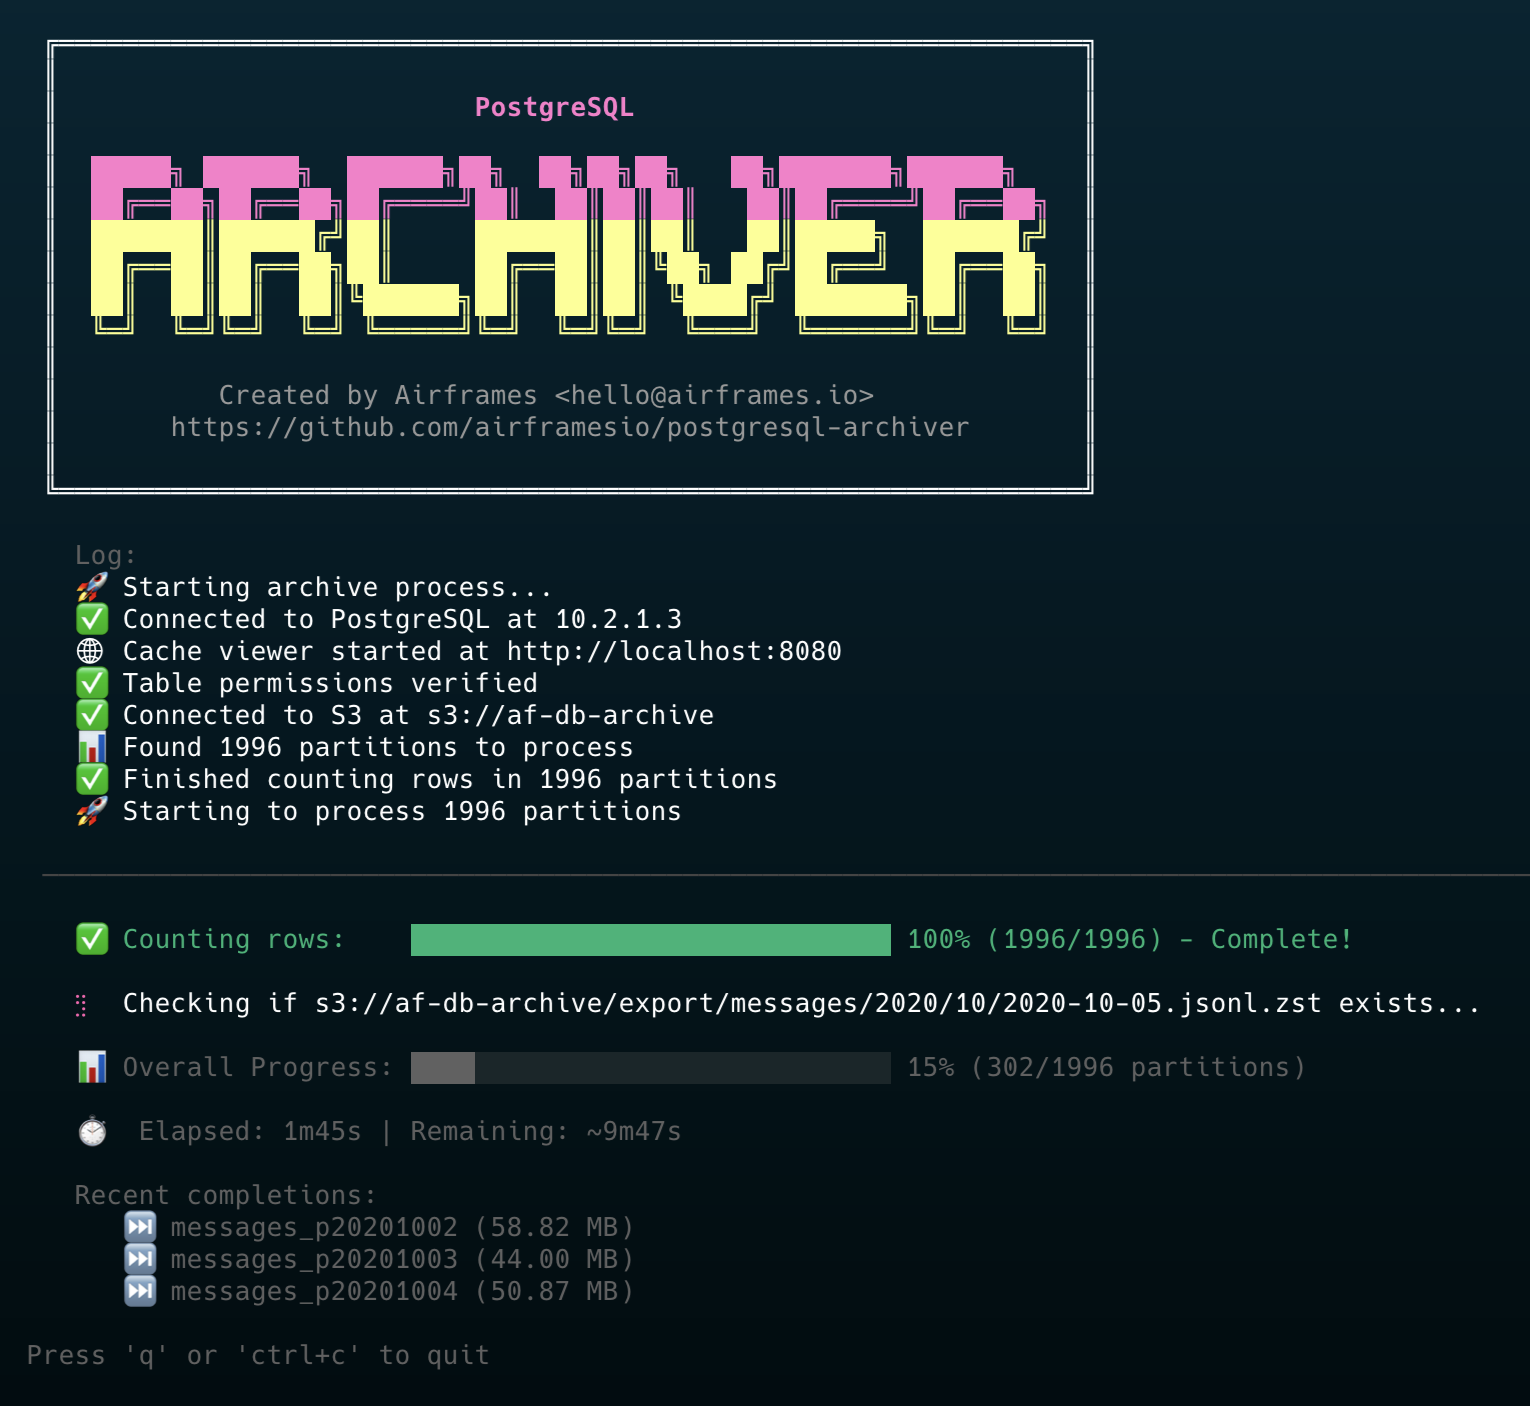 PostgreSQL
ARCHIVER
Created by Airframes <hello@airframes.io>
https://github.com/airframesio/postgresql-archiver
Log:
🚀 Starting archive process...
✅ Connected to PostgreSQL at 10.2.1.3
🌐 Cache viewer started at http://localhost:8080
✅ Table permissions verified
✅ Connected to S3 at s3://af-db-archive
📊 Found 1996 partitions to process
✅ Finished counting rows in 1996 partitions
🚀 Starting to process 1996 partitions
✅ Counting rows: 100% (1996/1996) - Complete!
Checking if s3://af-db-archive/export/messages/2020/10/2020-10-05.jsonl.zst exists...
📊 Overall Progress: 15% (302/1996 partitions)
⏱️ Elapsed: 1m45s | Remaining: ~9m47s
Recent completions:
⏭️ messages_p20201002 (58.82 MB)
⏭️ messages_p20201003 (44.00 MB)
⏭️ messages_p20201004 (50.87 MB)
Press 'q' or 'ctrl+c' to quit